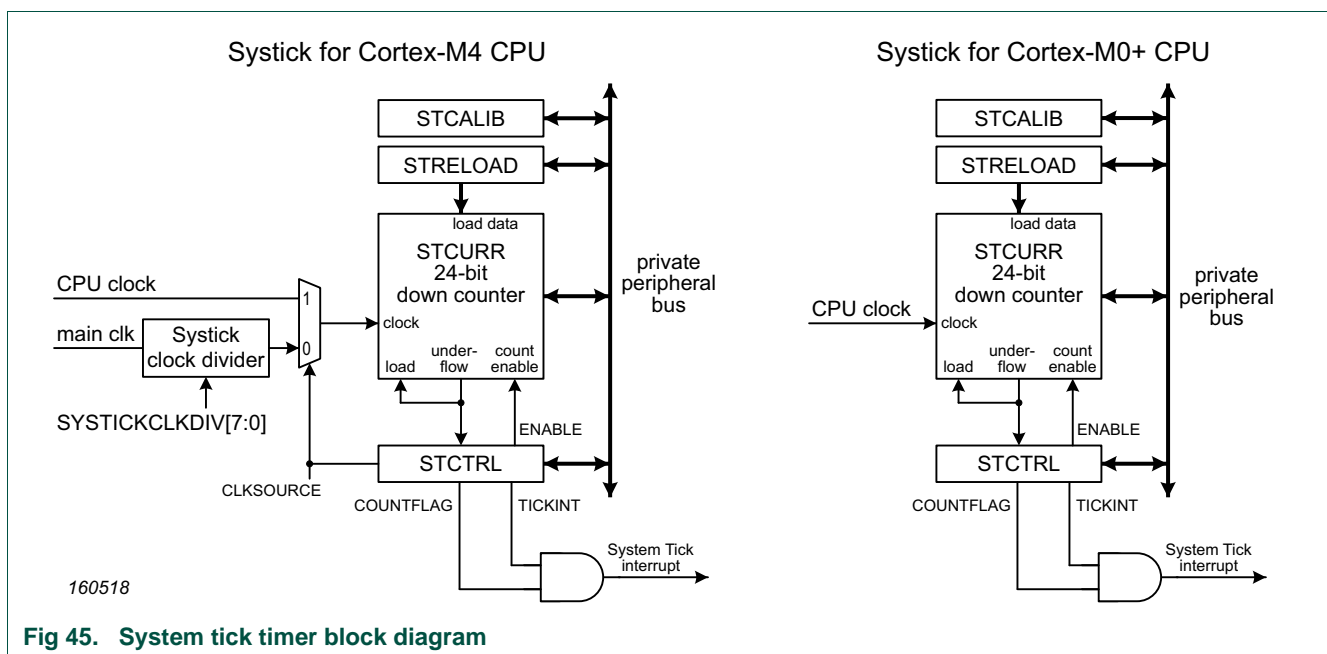 Systick for Cortex-M4 CPU
STCALIB
STRELOAD
load data
STCURR
24-bit
down counter
private
peripheral
bus
CPU clock
1
main clk
Systick
clock divider
0
clock
load
under-
flow
count
enable
SYSTICKCLKDIV[7:0]
ENABLE
STCTRL
CLKSOURCE
COUNTFLAG
TICKINT
System Tick
interrupt
Systick for Cortex-M0+ CPU
STCALIB
STRELOAD
load data
STCURR
24-bit
down counter
private
peripheral
bus
CPU clock
clock
load
under-
flow
count
enable
ENABLE
STCTRL
COUNTFLAG
TICKINT
System Tick
interrupt
160518
Fig 45. System tick timer block diagram